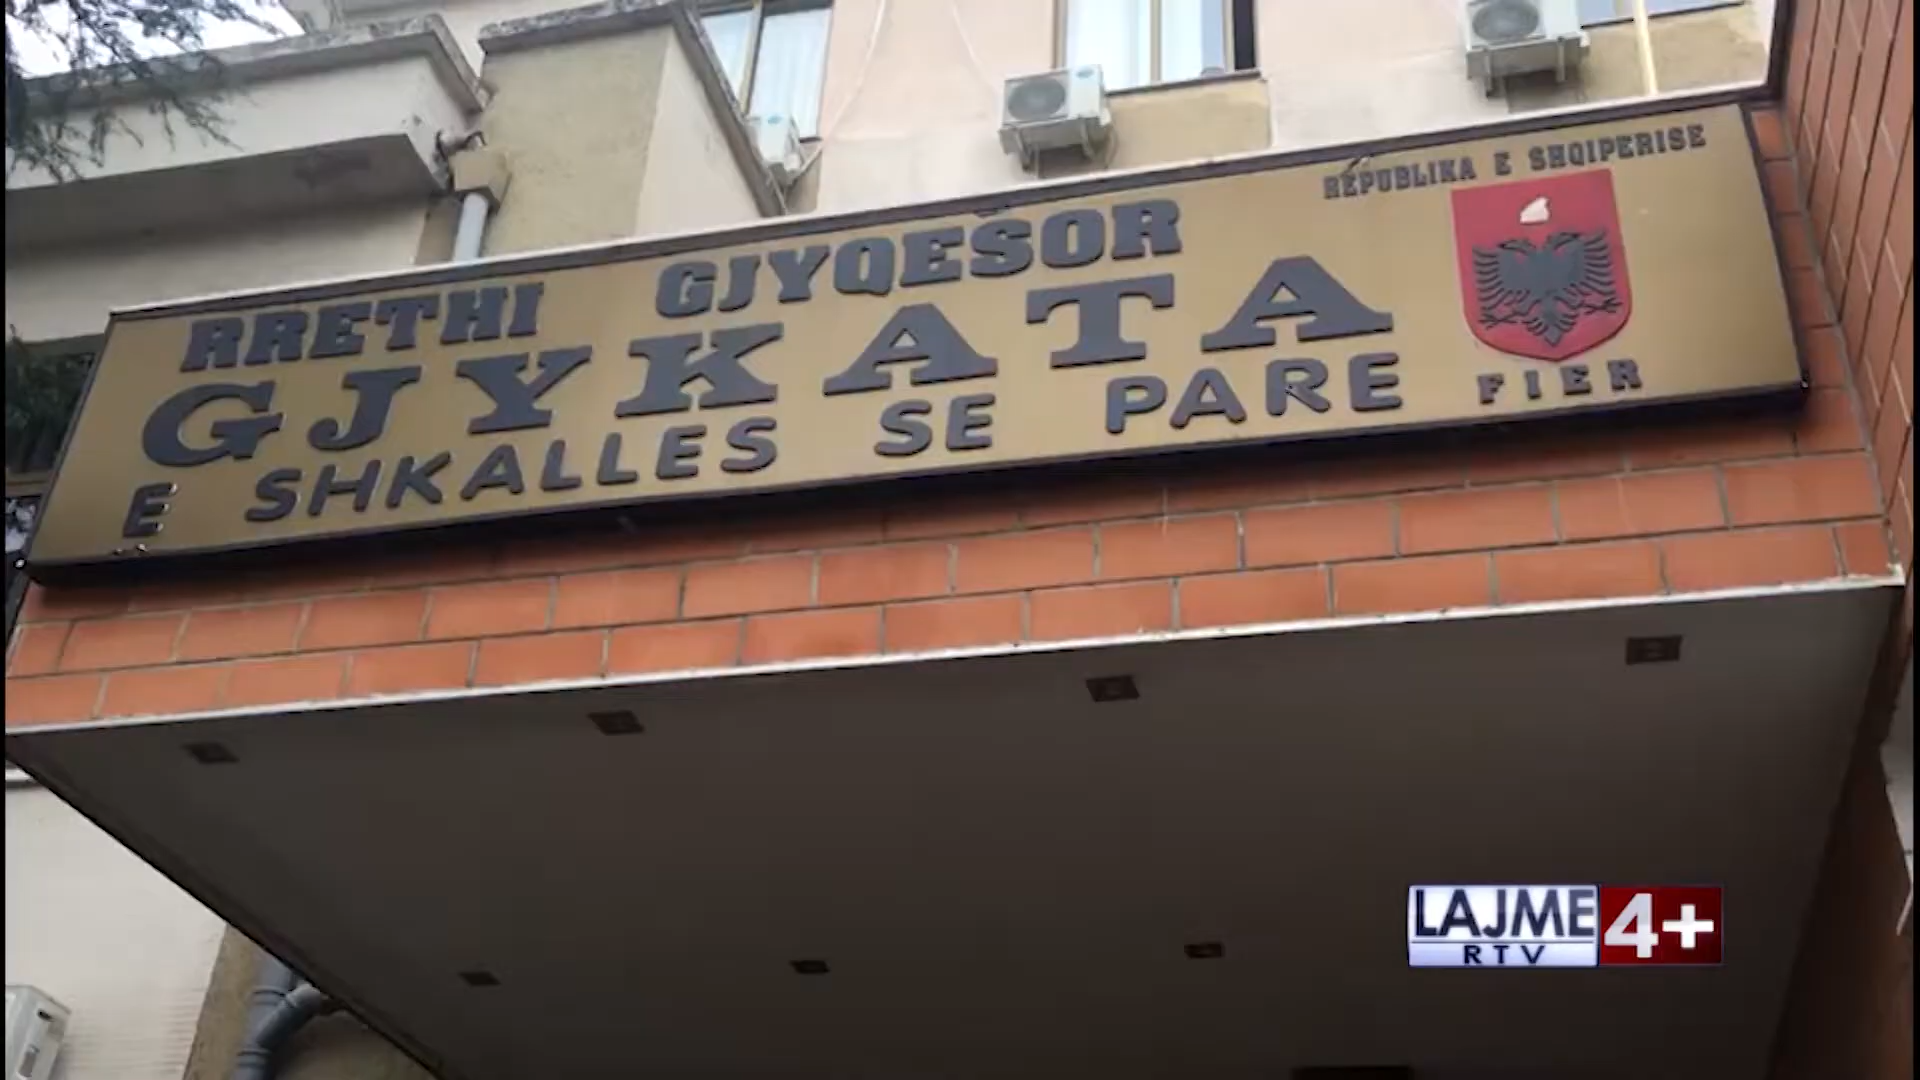 REPUBLIKA E SHQIPERISE
RRETHI GJYQESOR
GJYKATA
E SHKALLES SE PARE
FIER
LAJME 4+
RTV